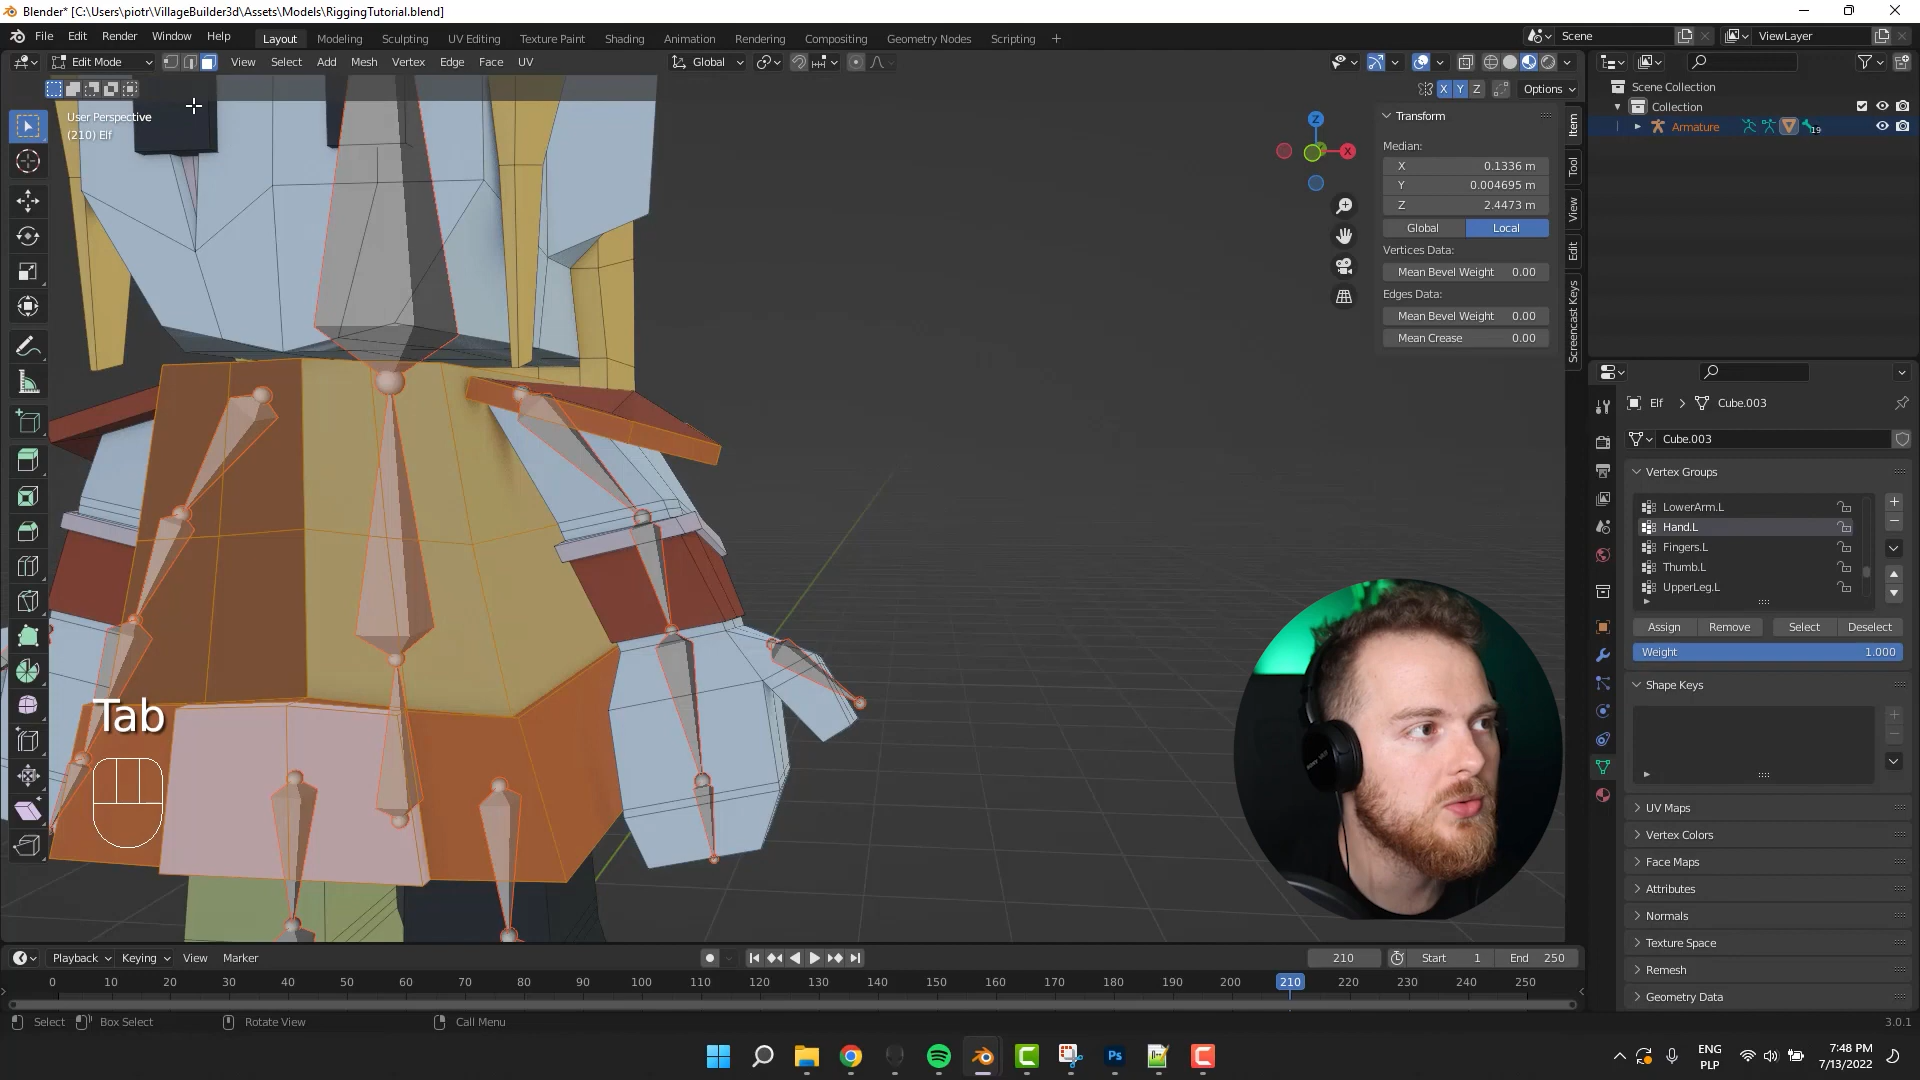 Blender* [C:\Users\piotr\VillageBuilder3d\Assets\Models\RiggingTutorial.blend]
File Edit Render Window Help Layout Modeling Sculpting UV Editing Texture Paint Shading Animation Rendering Compositing Geometry Nodes Scripting + Scene ViewLayer
Edit Mode View Select Add Mesh Vertex Edge Face UV Global
X Y Z Options
User Perspective
(210) Elf
Z
X
Transform
Median:
X 0.1336 m
Y 0.004695 m
Z 2.4473 m
Global Local
Vertices Data:
Mean Bevel Weight 0.00
Edges Data:
Mean Bevel Weight 0.00
Mean Crease 0.00
Item
Tool
View
Edit
Screencast Keys
Scene Collection
Collection
Armature 19
Elf > Cube.003
Cube.003
Vertex Groups
LowerArm.L
Hand.L
Fingers.L
Thumb.L
UpperLeg.L
Assign Remove Select Deselect
Weight 1.000
Shape Keys
UV Maps
Vertex Colors
Face Maps
Attributes
Normals
Texture Space
Remesh
Geometry Data
Tab
Playback Keying View Marker 210 Start 1 End 250
0 10 20 30 40 50 60 70 80 90 100 110 120 130 140 150 160 170 180 190 200 210 220 230 240 250
Select Box Select Rotate View Call Menu 3.0.1
Ps
ENG
PLP
7:48 PM
7/13/2022